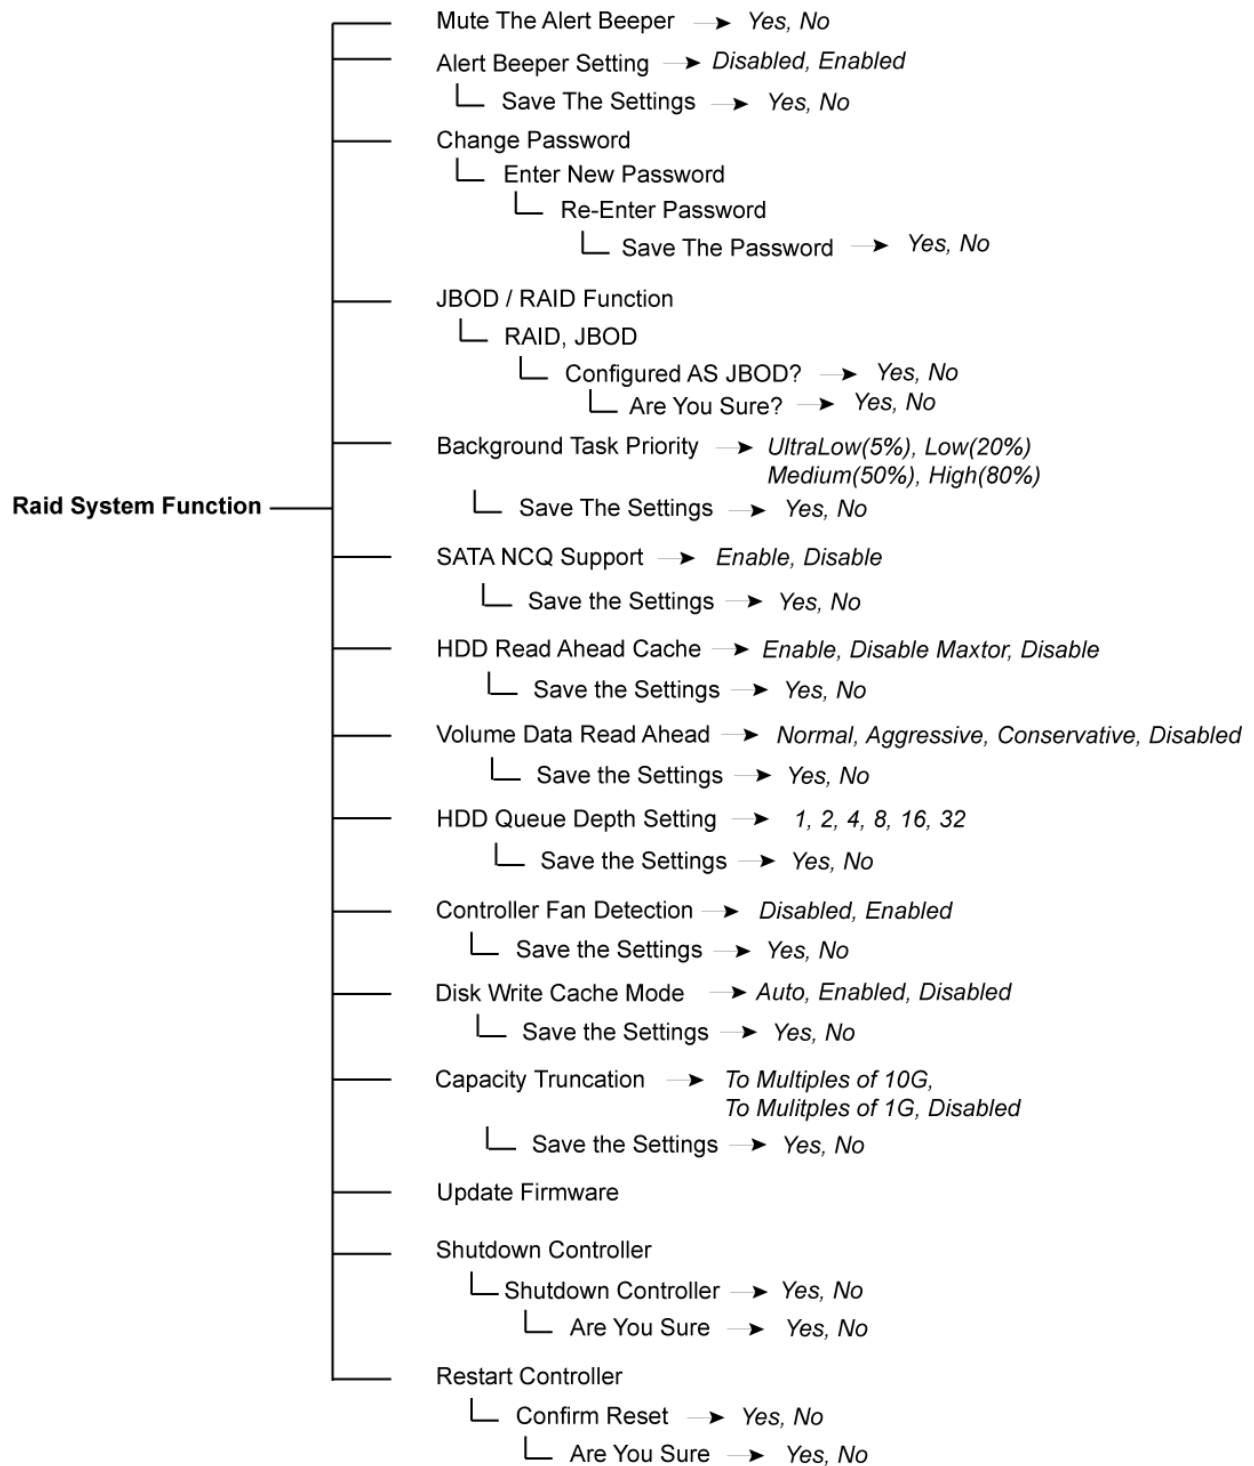 Mute The Alert Beeper Yes, No
Alert Beeper Setting Disabled, Enabled
Save The Settings Yes, No
Change Password
Enter New Password
Re-Enter Password
Save The Password Yes, No
JBOD / RAID Function
RAID, JBOD
Configured AS JBOD? Yes, No
Are You Sure? Yes, No
Background Task Priority UltraLow(5%), Low(20%)
Medium(50%), High(80%)
Raid System Function
Save The Settings Yes, No
SATA NCQ Support Enable, Disable
Save the Settings Yes, No
HDD Read Ahead Cache Enable, Disable Maxtor, Disable
Save the Settings Yes, No
Volume Data Read Ahead Normal, Aggressive, Conservative, Disabled
Save the Settings Yes, No
HDD Queue Depth Setting 1, 2, 4, 8, 16, 32
Save the Settings Yes, No
Controller Fan Detection Disabled, Enabled
Save the Settings Yes, No
Disk Write Cache Mode Auto, Enabled, Disabled
Save the Settings Yes, No
Capacity Truncation To Multiples of 10G,
To Mulitples of 1G, Disabled
Save the Settings Yes, No
Update Firmware
Shutdown Controller
Shutdown Controller Yes, No
Are You Sure Yes, No
Restart Controller
Confirm Reset Yes, No
Are You Sure Yes, No